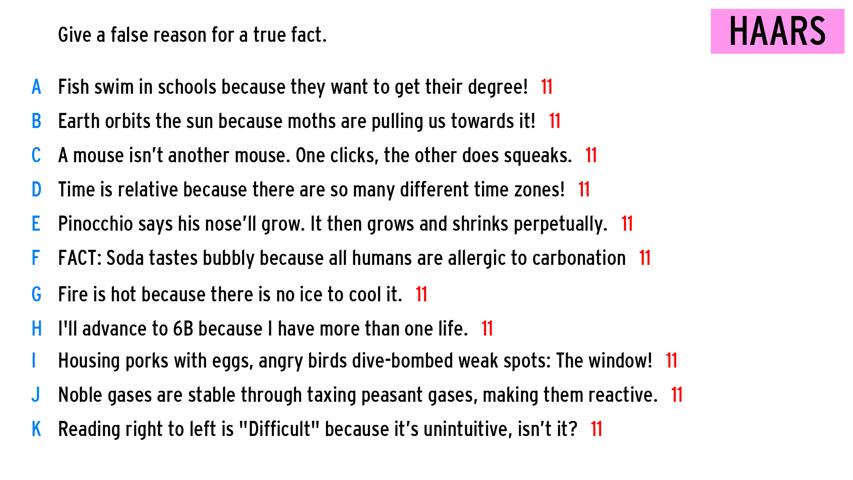 Give a false reason for a true fact.
HAARS
A Fish swim in schools because they want to get their degree! 11
B Earth orbits the sun because moths are pulling us towards it! 11
C A mouse isn't another mouse. One clicks, the other does squeaks. 11
D Time is relative because there are so many different time zones! 11
E Pinocchio says his nose'll grow. It then grows and shrinks perpetually. 11
F FACT: Soda tastes bubbly because all humans are allergic to carbonation 11
G Fire is hot because there is no ice to cool it. 11
H I'll advance to 6B because I have more than one life. 11
I Housing porks with eggs, angry birds dive-bombed weak spots: The window! 11
J Noble gases are stable through taxing peasant gases, making them reactive. 11
K Reading right to left is "Difficult" because it's unintuitive, isn't it? 11